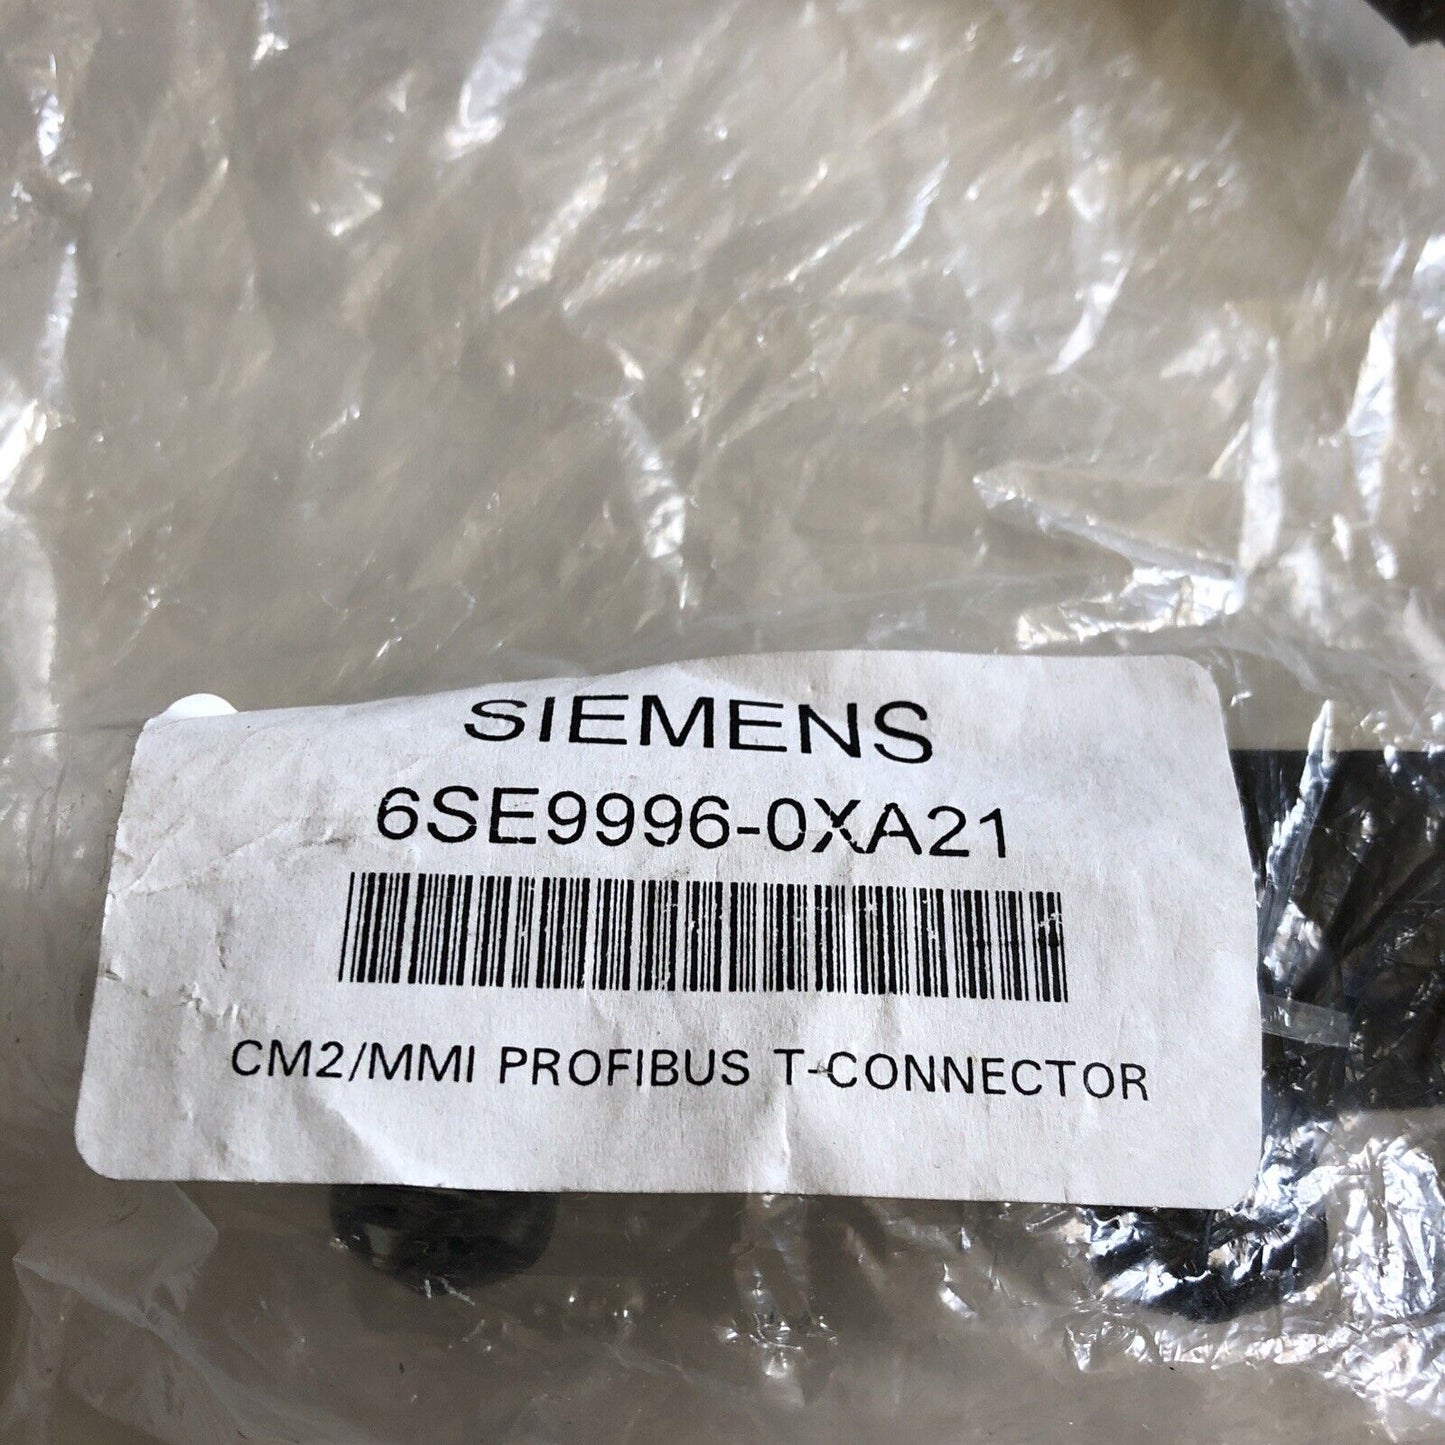 SIEMENS
6SE9996-0XA21
CM2/MMI PROFIBUS T-CONNECTOR